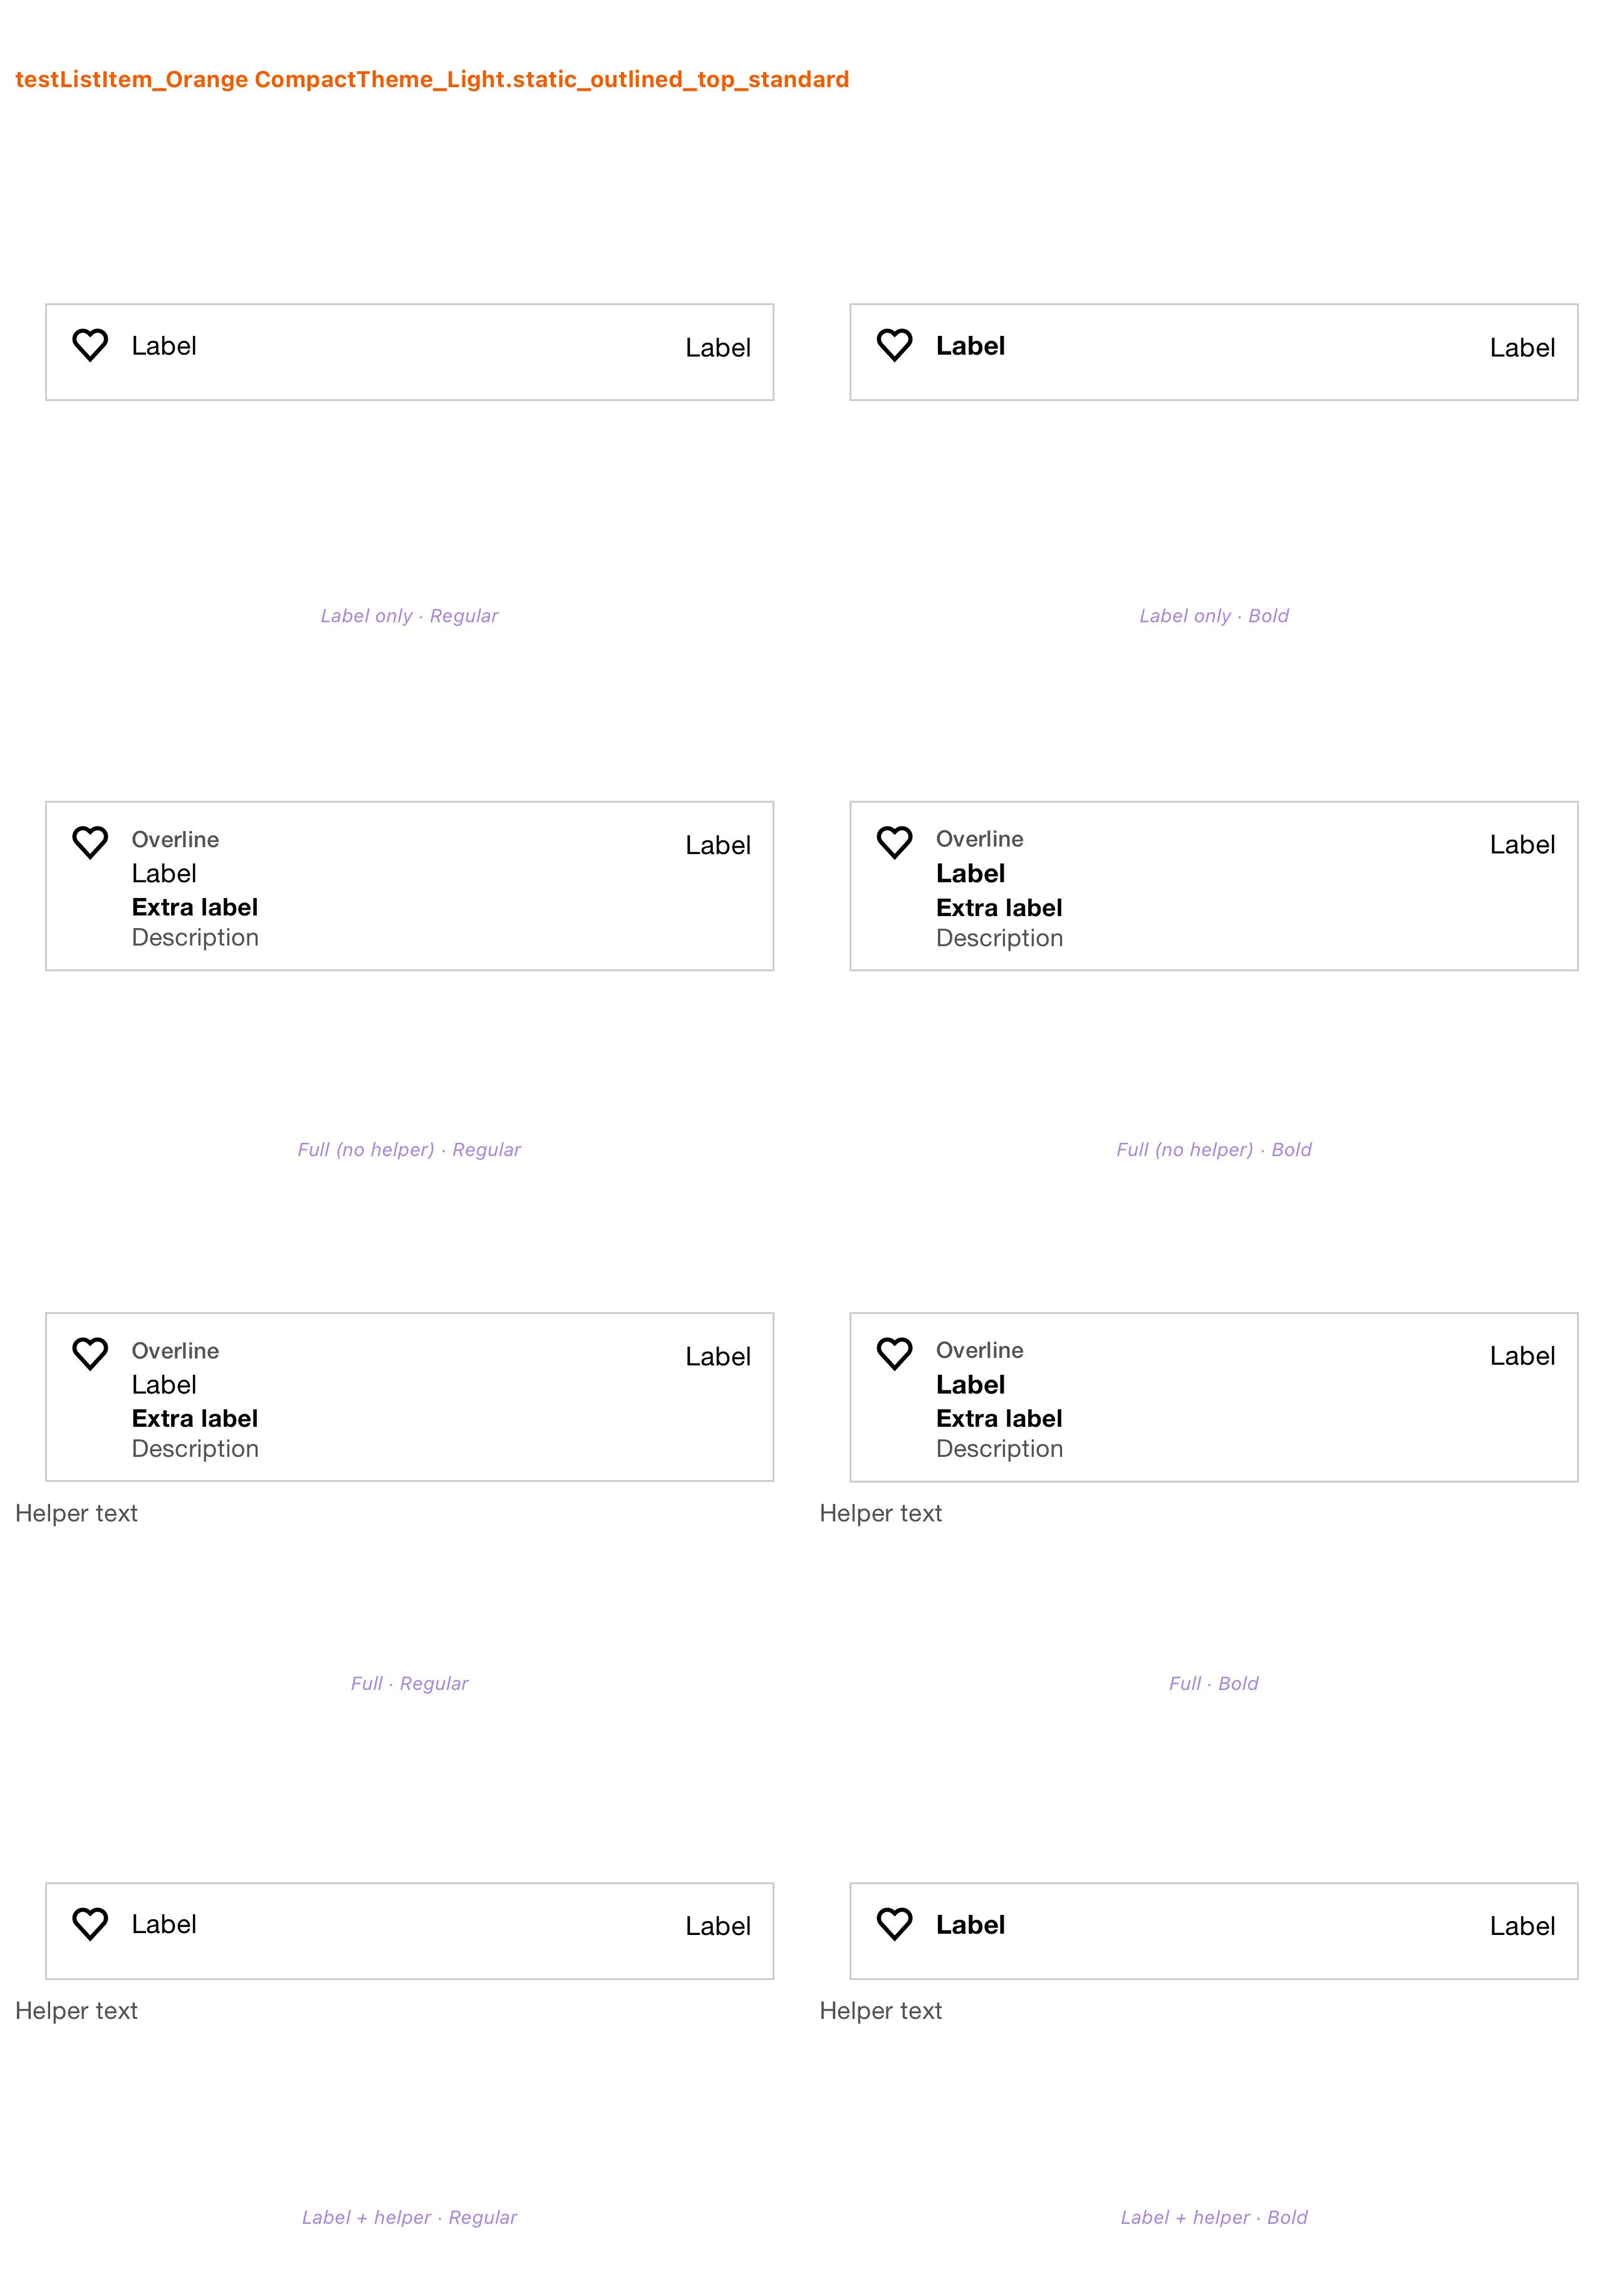 testListItem_Orange CompactTheme_Light.static_outlined_top_standard
Label Label
Label Label
Label only · Regular
Label only · Bold
Overline
Label
Label
Extra label
Description
Overline
Label
Label
Extra label
Description
Full (no helper) · Regular
Full (no helper) · Bold
Overline
Label
Label
Extra label
Description
Helper text
Overline
Label
Label
Extra label
Description
Helper text
Full · Regular
Full · Bold
Label Label
Helper text
Label Label
Helper text
Label + helper · Regular
Label + helper · Bold